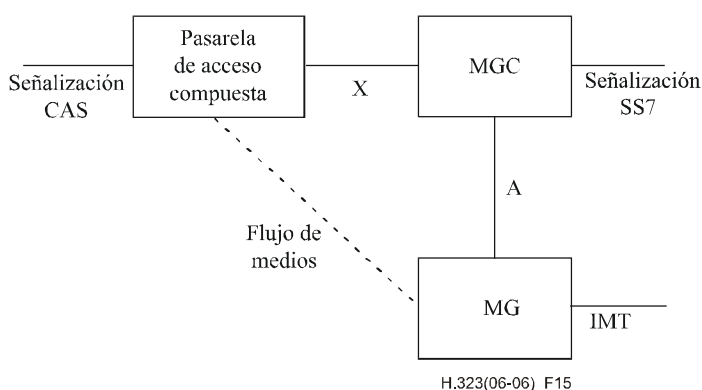 Pasarela
de acceso
compuesta
MGC
Señalización
CAS
X
Señalización
SS7
A
Flujo de
medios
MG
IMT
H.323(06-06)_F15